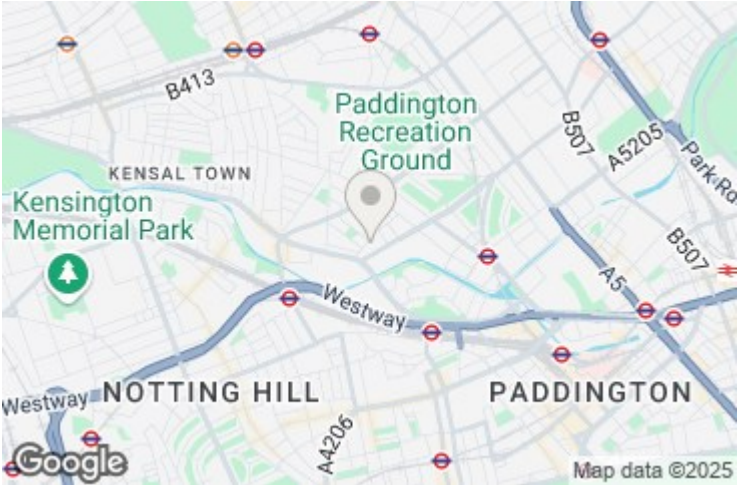 B413
Paddington
Recreation
Ground
B507
A5205
Park Rd
KENSAL TOWN
Kensington
Memorial Park
B507
A5
Westway
Westway
NOTTING HILL
PADDINGTON
A4206
Google
Map data ©2025